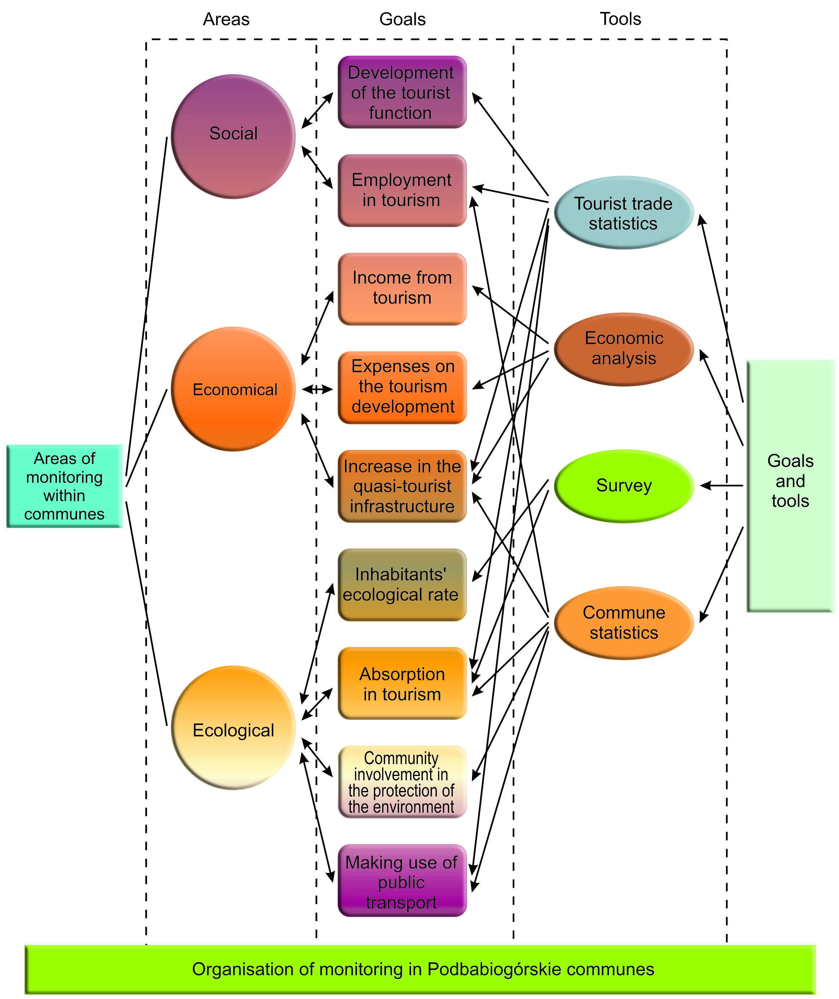 Areas
Goals
Tools
Development
of the tourist
function
Social
Employment
in tourism
Tourist trade
statistics
Income from
tourism
Economic
analysis
Expenses on
the tourism
development
Economical
Areas of
monitoring
within
communes
Increase in the
quasi-tourist
infrastructure
Survey
Goals
and
tools
Inhabitants'
ecological rate
Commune
statistics
Absorption
in tourism
Ecological
Community
involvement in
the protection of
the environment
Making use of
public
transport
Organisation of monitoring in Podbabiogórskie communes